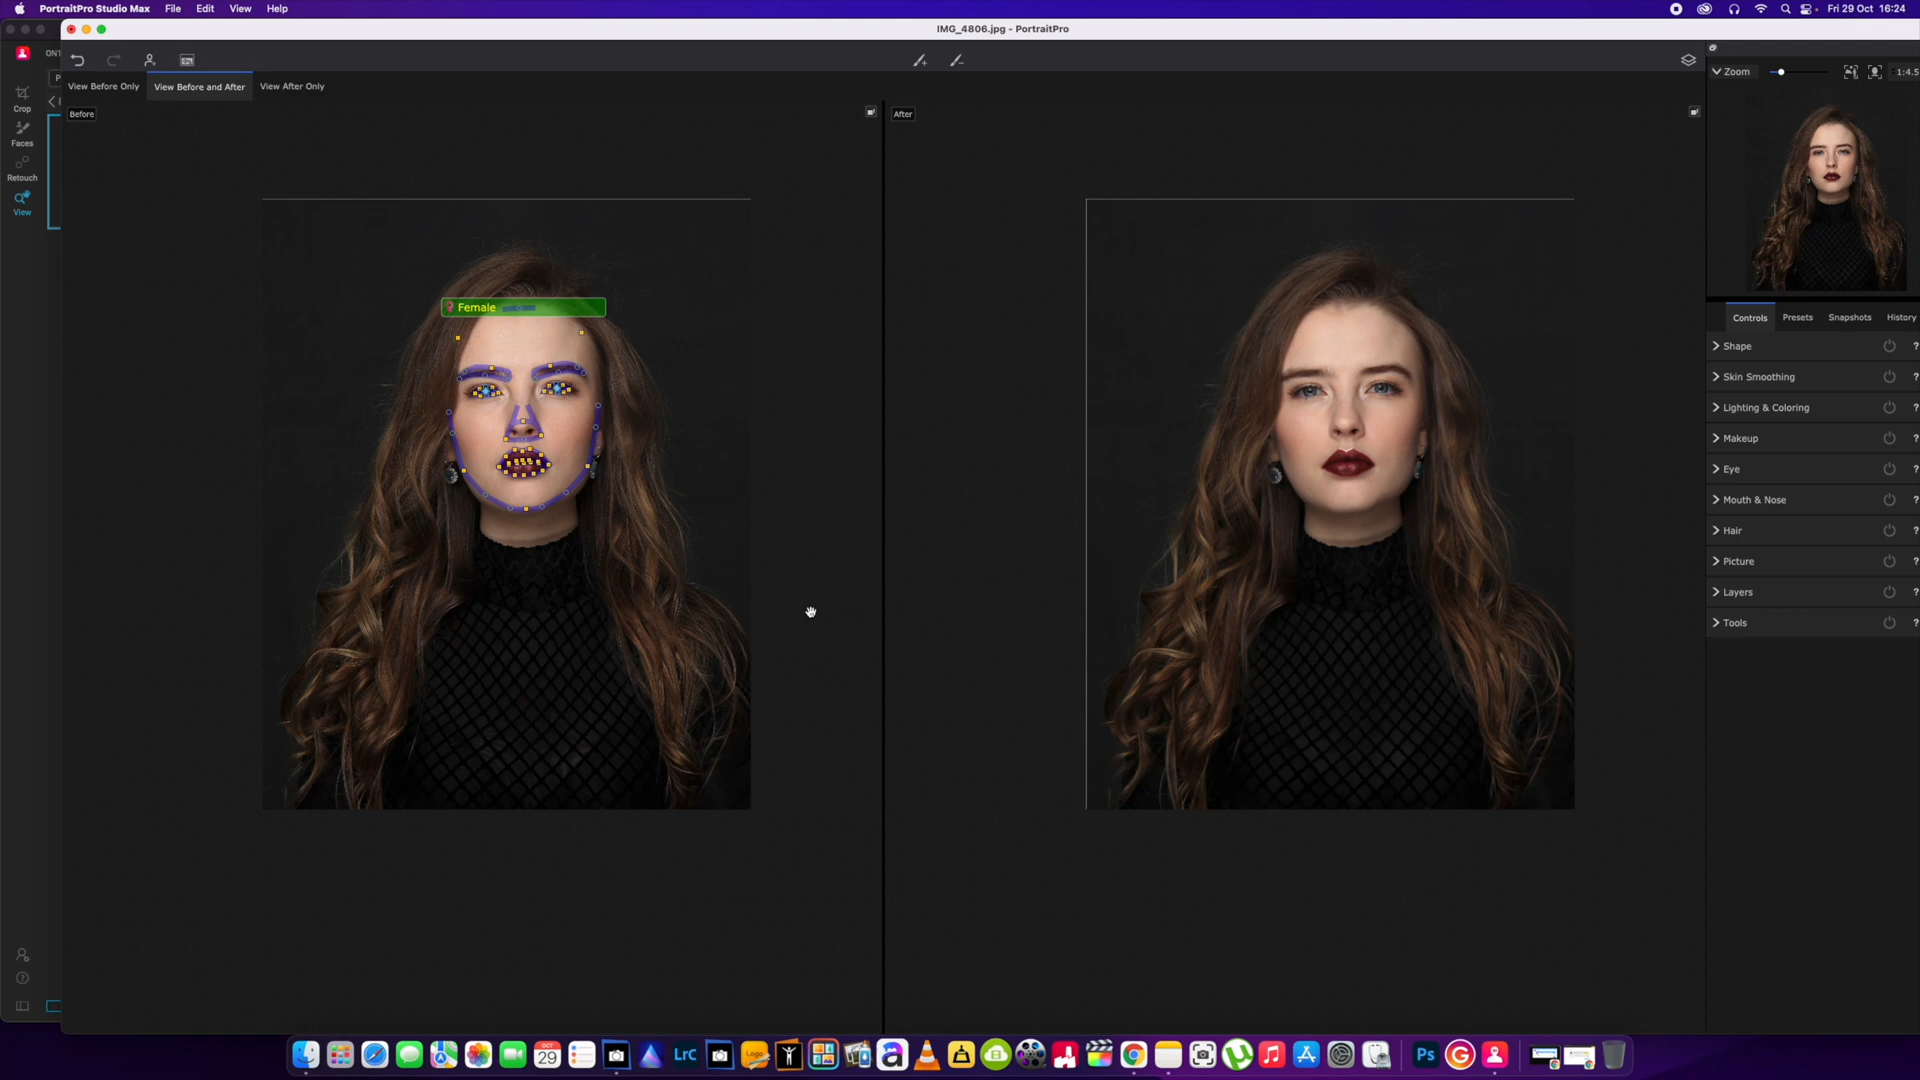 PortraitPro Studio Max File Edit View Help
Fri 29 Oct 16:24
IMG_4806.jpg - PortraitPro
View Before Only View Before and After View After Only
Before
After
Crop
Faces
Retouch
View
Zoom
1:4.5
Controls Presets Snapshots History
Shape ?
Skin Smoothing ?
Lighting & Coloring ?
Makeup ?
Eye ?
Mouth & Nose ?
Hair ?
Picture ?
Layers ?
Tools ?
Female
OCT
29
LrC
Logo
Ps